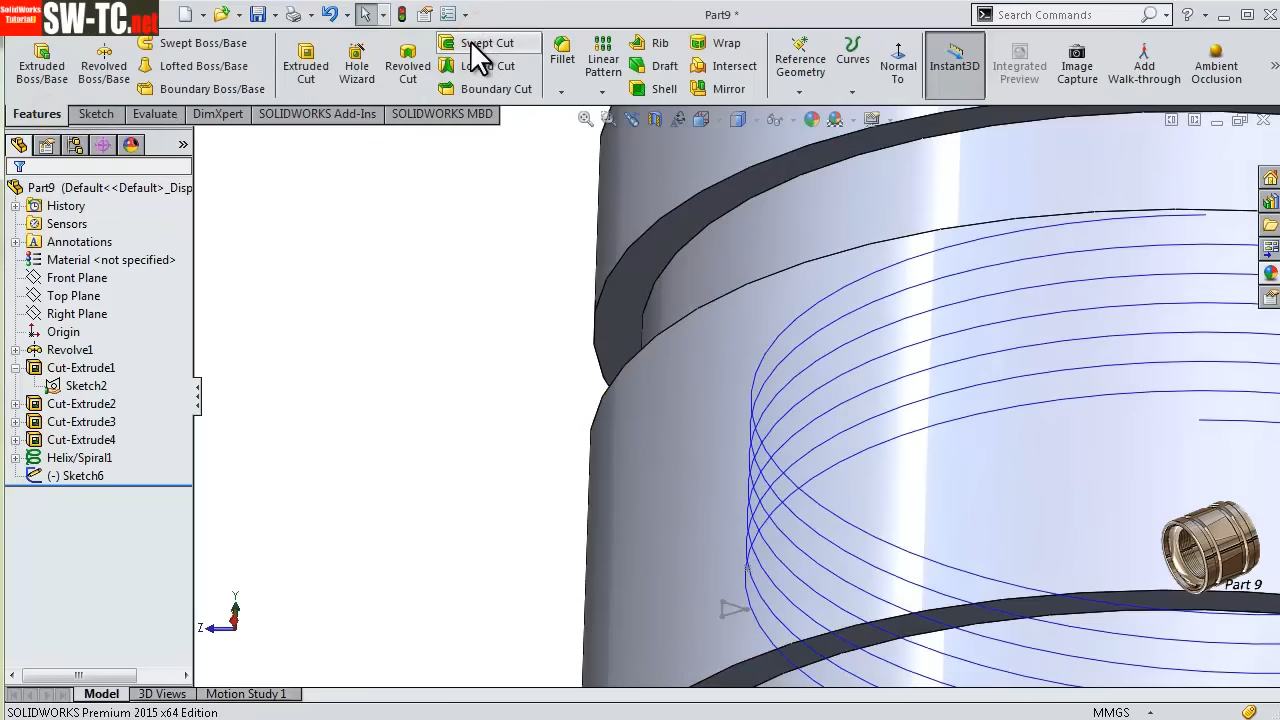 SolidWorks
Tutorial!
SW-TC.net
Part9 *
Search Commands
Extruded
Boss/Base
Revolved
Boss/Base
Swept Boss/Base
Lofted Boss/Base
Boundary Boss/Base
Extruded
Cut
Hole
Wizard
Revolved
Cut
Swept Cut
Cut
Boundary Cut
Fillet
Linear
Pattern
Rib
Draft
Shell
Wrap
Intersect
Mirror
Reference
Geometry
Curves
Normal
To
Instant3D
Integrated
Preview
Image
Capture
Add
Walk-through
Ambient
Occlusion
Features
Sketch
Evaluate
DimXpert
SOLIDWORKS Add-Ins
SOLIDWORKS MBD
Part9 (Default<<Default>_Disp
History
Sensors
Annotations
Material <not specified>
Front Plane
Top Plane
Right Plane
Origin
Revolve1
Cut-Extrude1
Sketch2
Cut-Extrude2
Cut-Extrude3
Cut-Extrude4
Helix/Spiral1
(-) Sketch6
Y
Z
Part 9
Model
3D Views
Motion Study 1
SOLIDWORKS Premium 2015 x64 Edition
MMGS